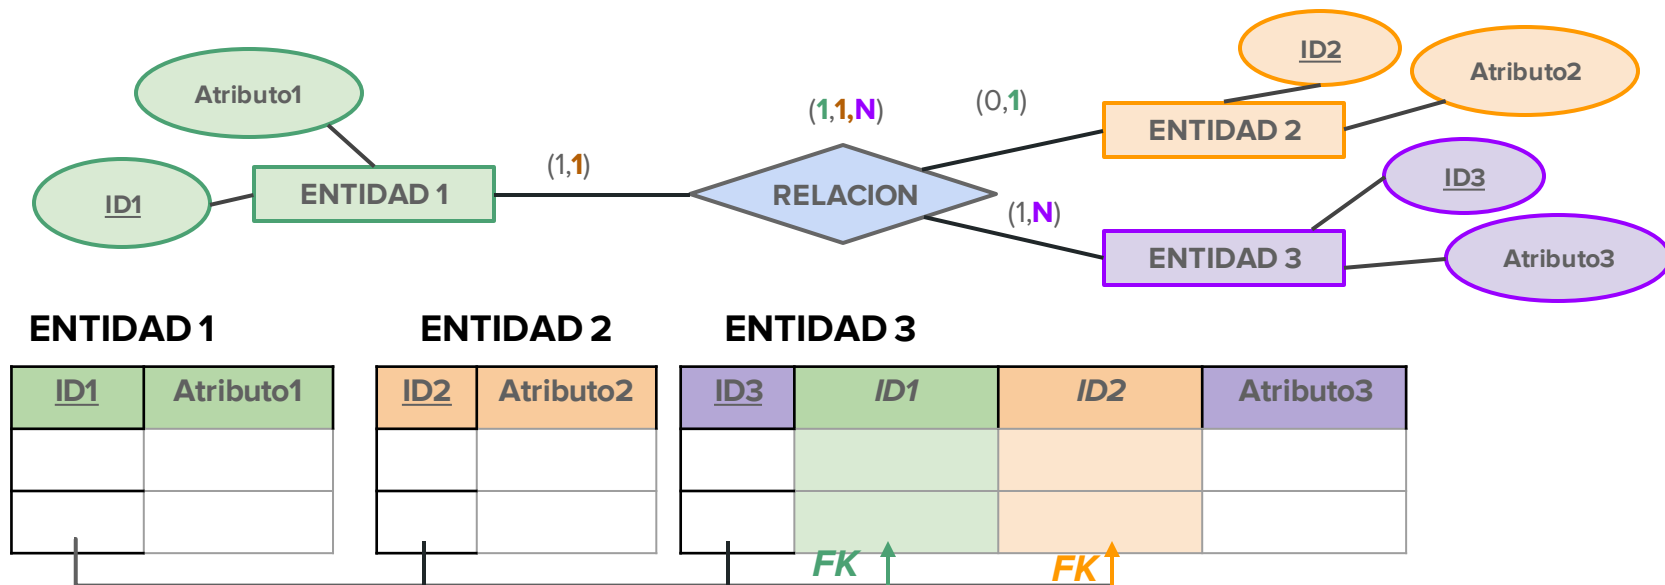 Atributo1
ID1
ENTIDAD 1
(1,1)
(1,1,N)
RELACION
(0,1)
(1,N)
ID2
Atributo2
ENTIDAD 2
ID3
ENTIDAD 3
Atributo3
ENTIDAD 1
ENTIDAD 2
ENTIDAD 3
ID1 Atributo1
ID2 Atributo2
ID3 ID1 ID2 Atributo3
FK
FK